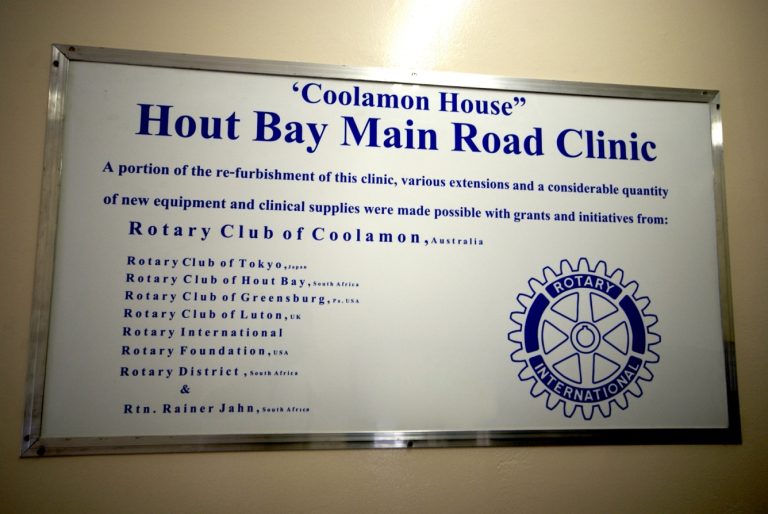 ‘Coolamon House”
Hout Bay Main Road Clinic
A portion of the re-furbishment of this clinic, various extensions and a considerable quantity
of new equipment and clinical supplies were made possible with grants and initiatives from:
Rotary Club of Coolamon, Australia
Rotary Club of Tokyo, Japan
Rotary Club of Hout Bay, South Africa
Rotary Club of Greensburg, Pa. USA
Rotary Club of Luton, UK
Rotary International
Rotary Foundation, USA
Rotary District , South Africa
&
Rtn. Rainer Jahn, South Africa
ROTARY
INTERNATIONAL